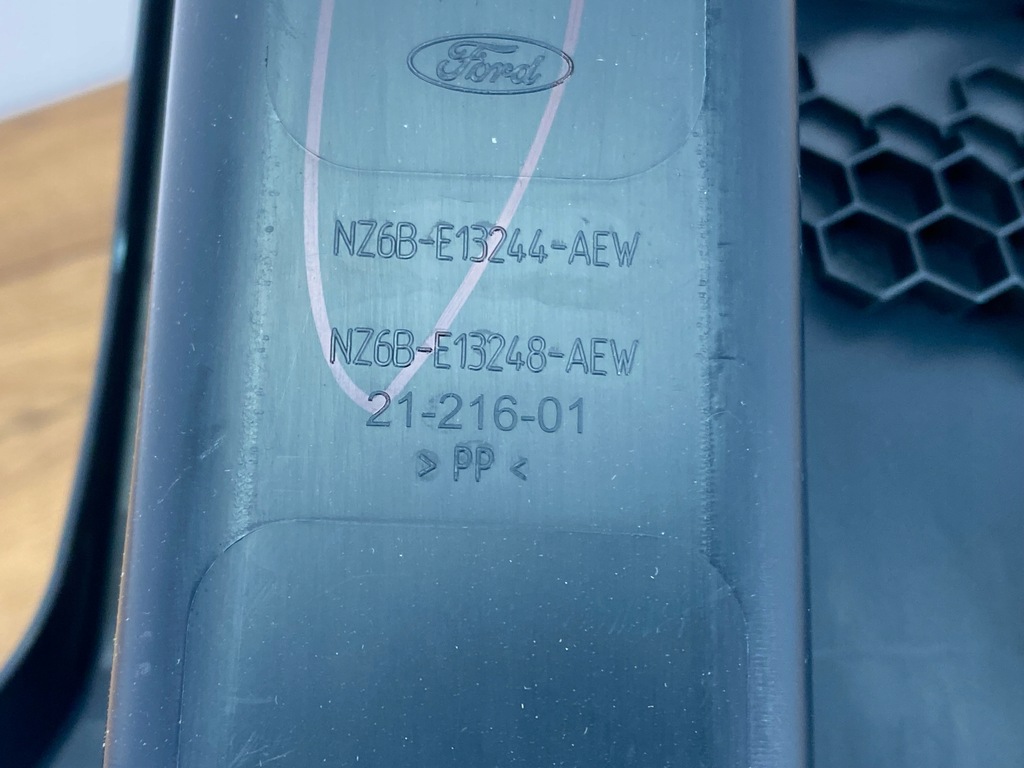 Ford
NZ6B-E13244-AEW
NZ6B-E13248-AEW
21-216-01
> PP <